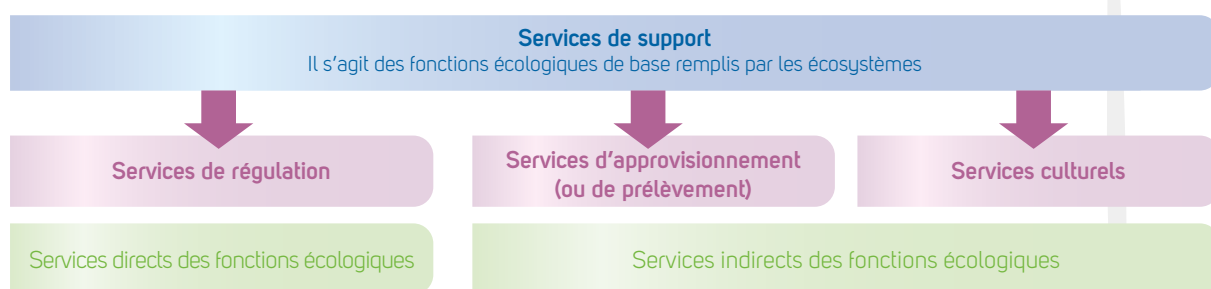 Services de support
Il s'agit des fonctions écologiques de base remplis par les écosystèmes
Services de régulation
Services d'approvisionnement
(ou de prélèvement)
Services culturels
Services directs des fonctions écologiques
Services indirects des fonctions écologiques